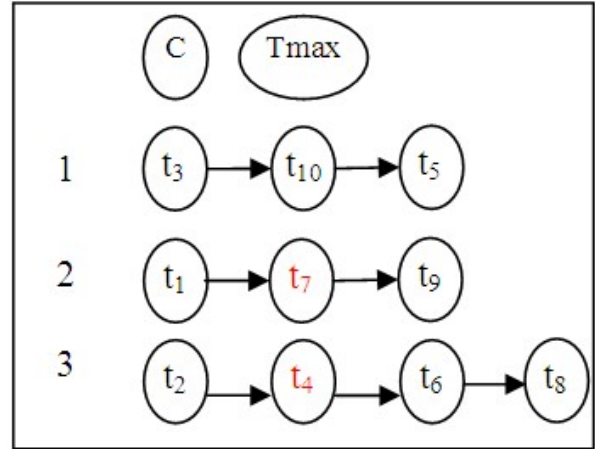 C Tmax
1 t₃ t₁₀ t₅
2 t₁ t₇ t₉
3 t₂ t₄ t₆ t₈